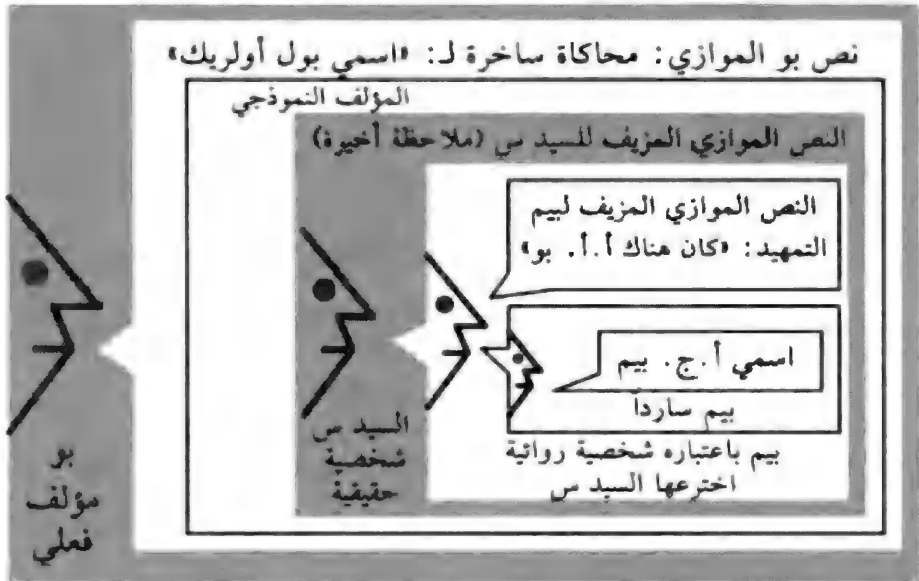 نص بو الموازي: محاكاة ساخرة لـ: «اسمي بول أولريك»
المؤلف النموذجي
النص الموازي المزيف للسيد س (ملاحظة أخيرة)
النص الموازي المزيف لبيم
التمهيد: «كان هناك أ.أ. بو»
اسمي أ.ج. بيم
بيم سارداً
بيم باعتباره شخصية روائية
اخترعها السيد س
السيد س
شخصية
حقيقية
بو
مؤلف
فعلي